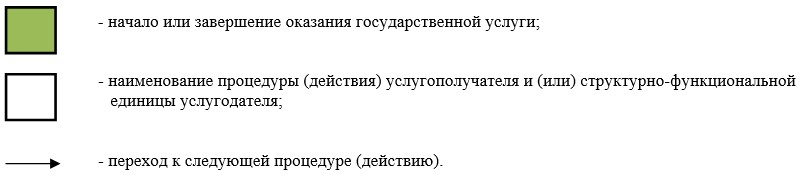 - начало или завершение оказания государственной услуги;
- наименование процедуры (действия) услугополучателя и (или) структурно-функциональной
единицы услугодателя;
- переход к следующей процедуре (действию).